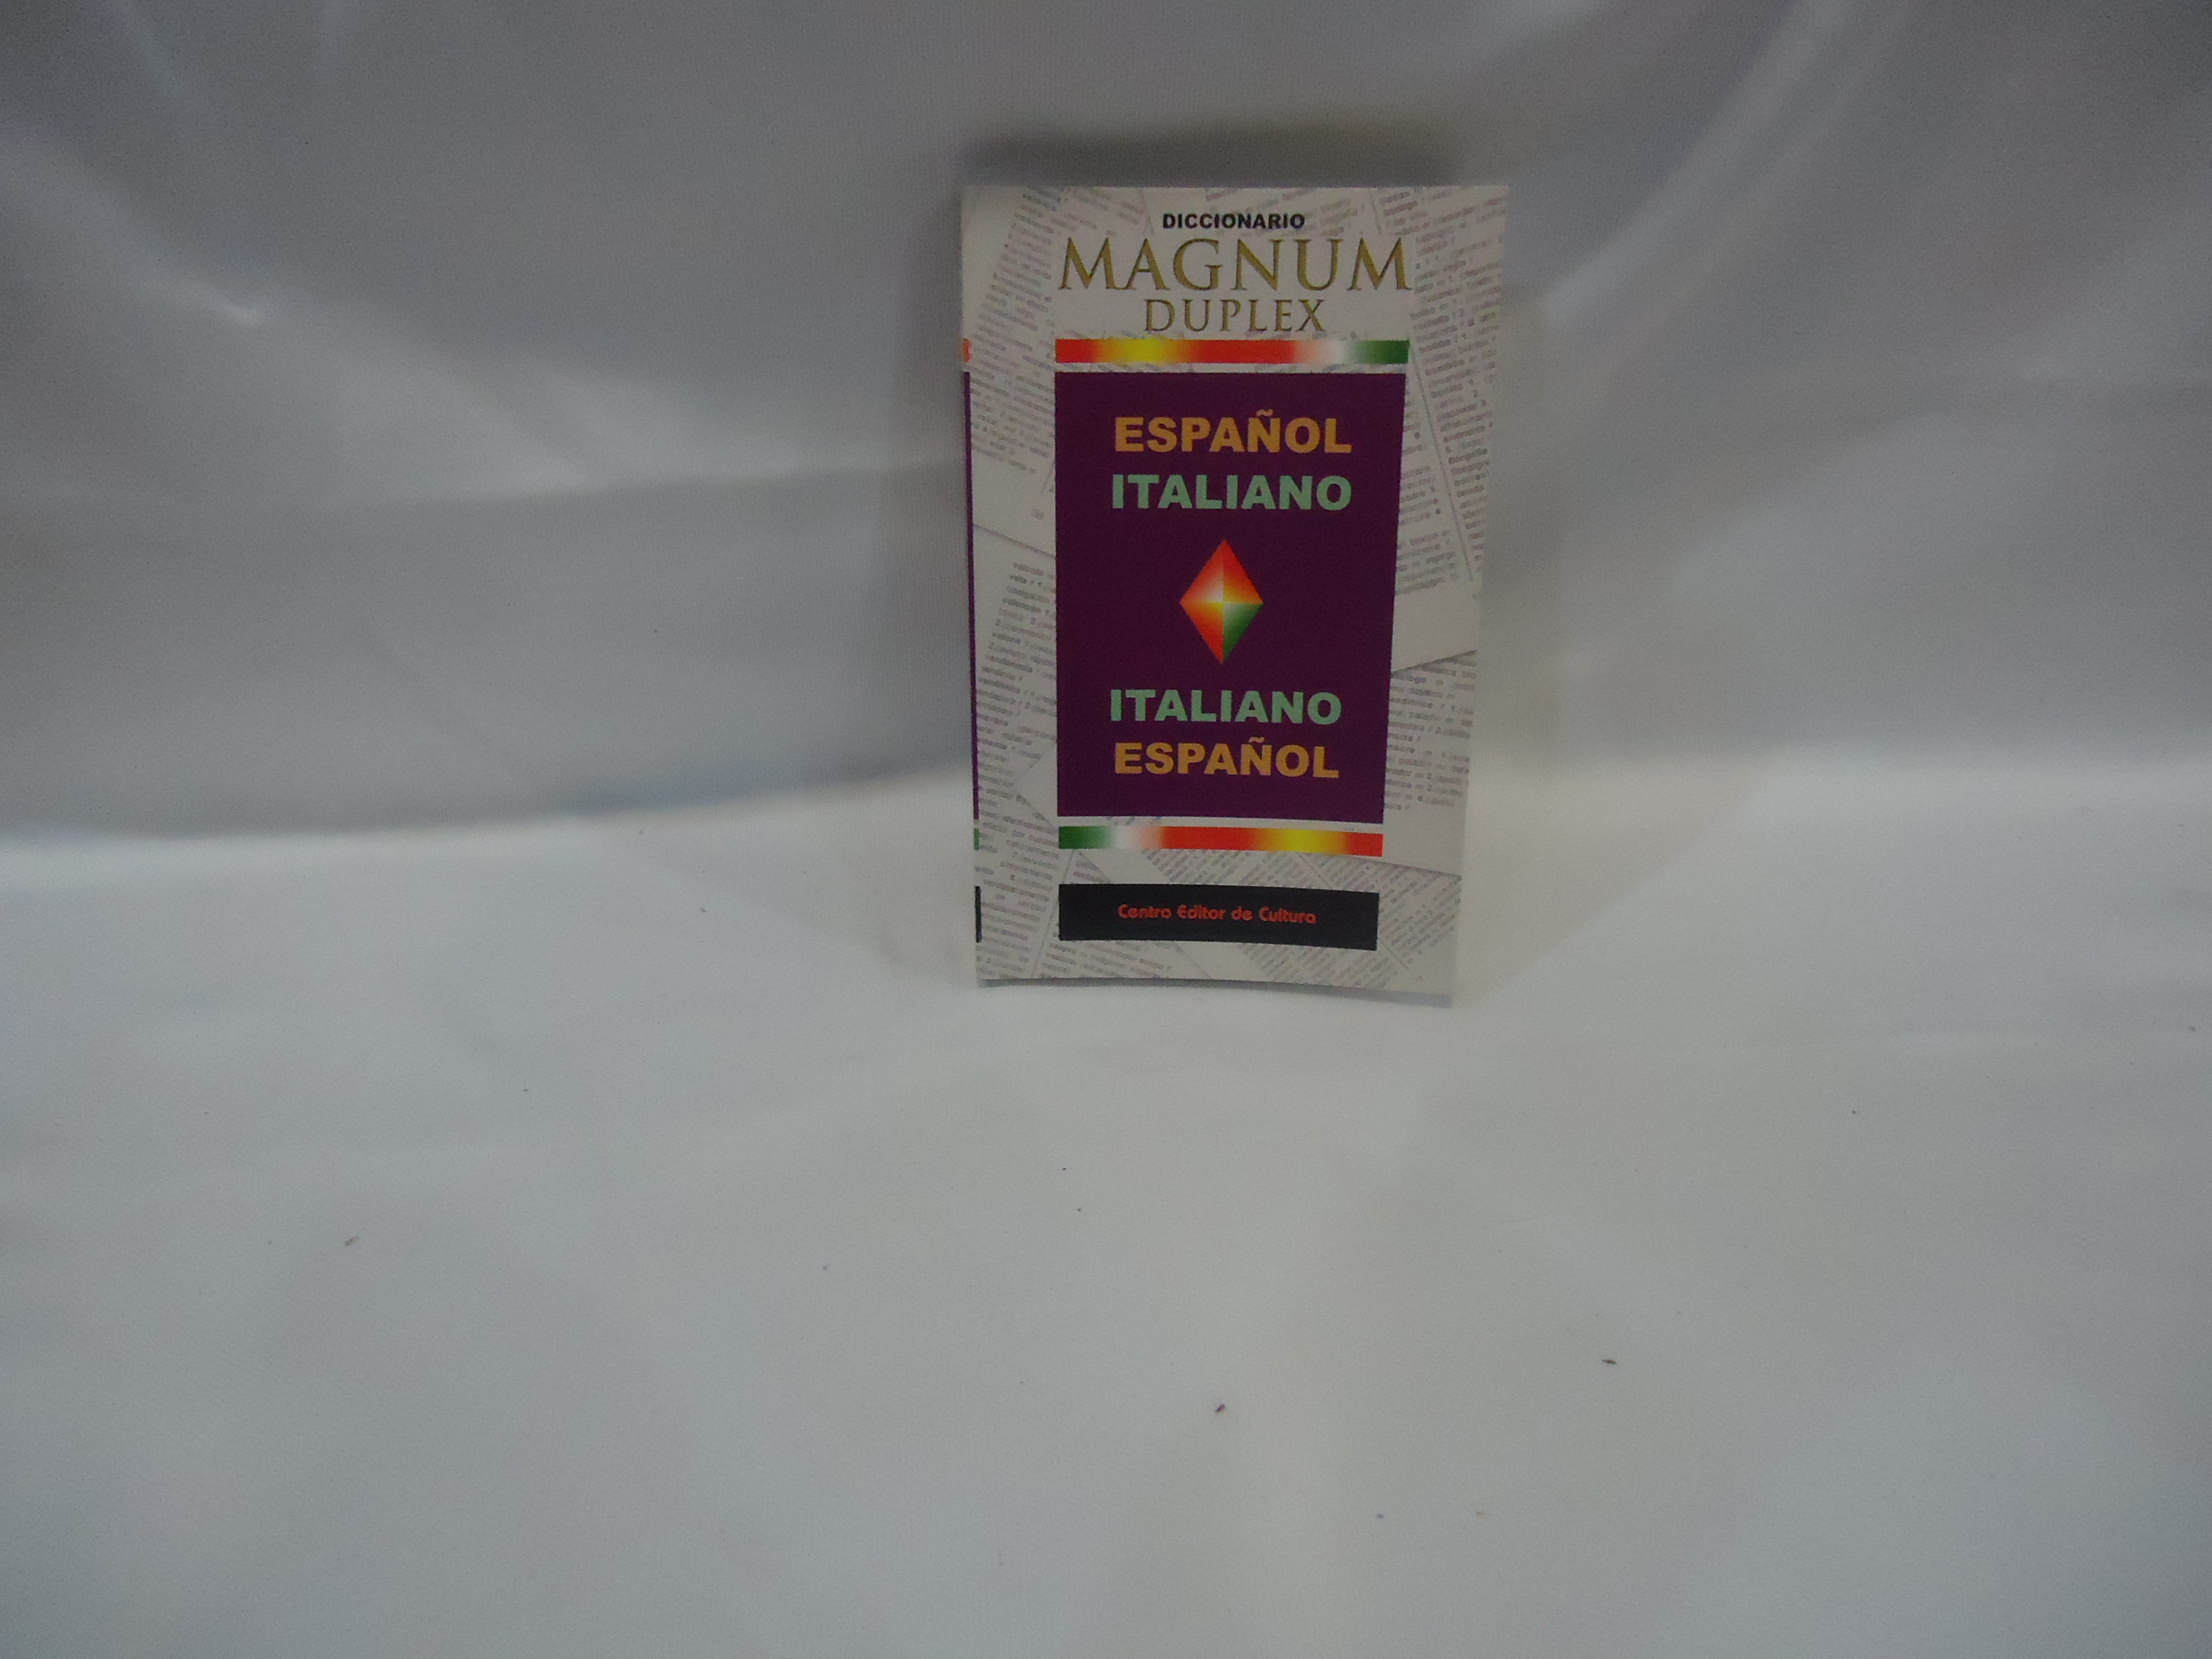 DICCIONARIO
MAGNUM
DUPLEX
ESPAÑOL
ITALIANO
ITALIANO
ESPAÑOL
Centro Editor de Cultura